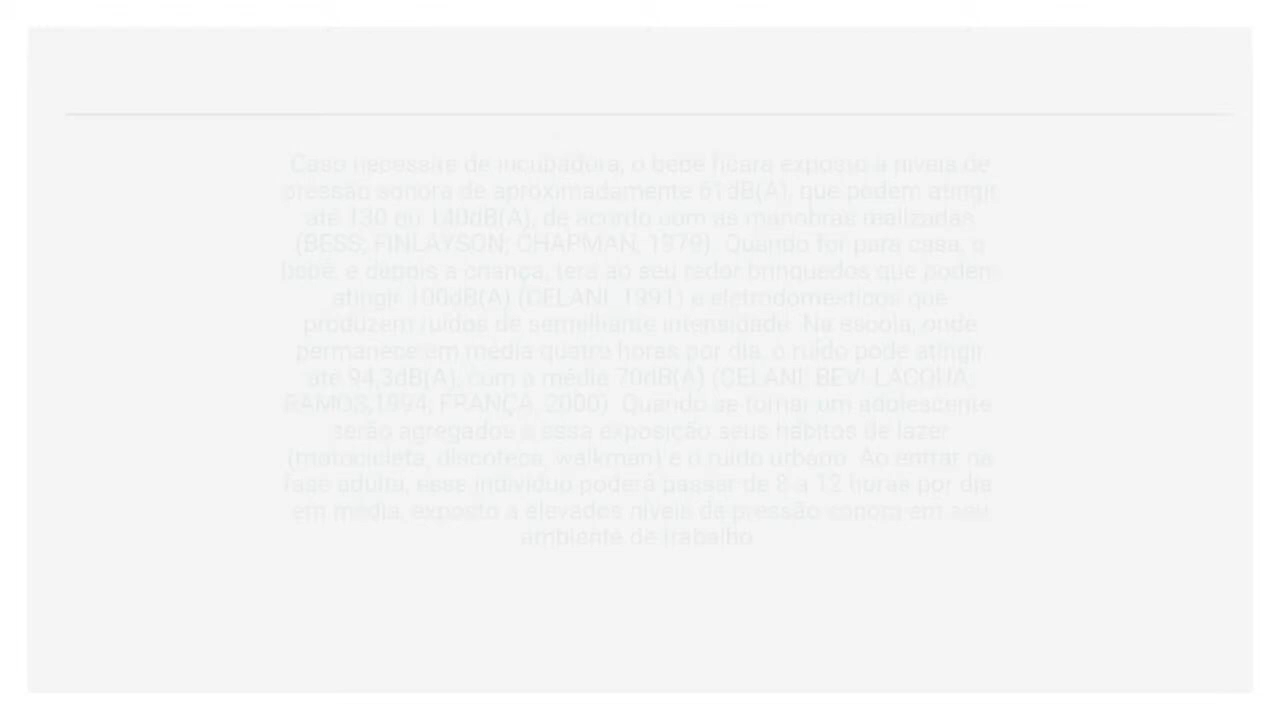 Caso necessite de incubadora, o bebê ficará exposto a níveis de
pressão sonora de aproximadamente 61dB(A), que podem atingir
até 130 ou 140dB(A), de acordo com as manobras realizadas
(BESS; FINLAYSON; CHAPMAN, 1979). Quando for para casa, o
bebê, e depois a criança, terá ao seu redor brinquedos que podem
atingir 100dB(A) (CELANI, 1991) e eletrodomésticos que
produzem ruídos de semelhante intensidade. Na escola, onde
permanece em média quatro horas por dia, o ruído pode atingir
até 94,3dB(A), com a média 70dB(A) (CELANI; BEVILACQUA;
RAMOS,1994; FRANÇA, 2000). Quando se tornar um adolescente
serão agregados a essa exposição seus hábitos de lazer
(motocicleta, discoteca, walkman) e o ruído urbano. Ao entrar na
fase adulta, esse indivíduo poderá passar de 8 a 12 horas por dia
em média, exposto a elevados níveis de pressão sonora em seu
ambiente de trabalho